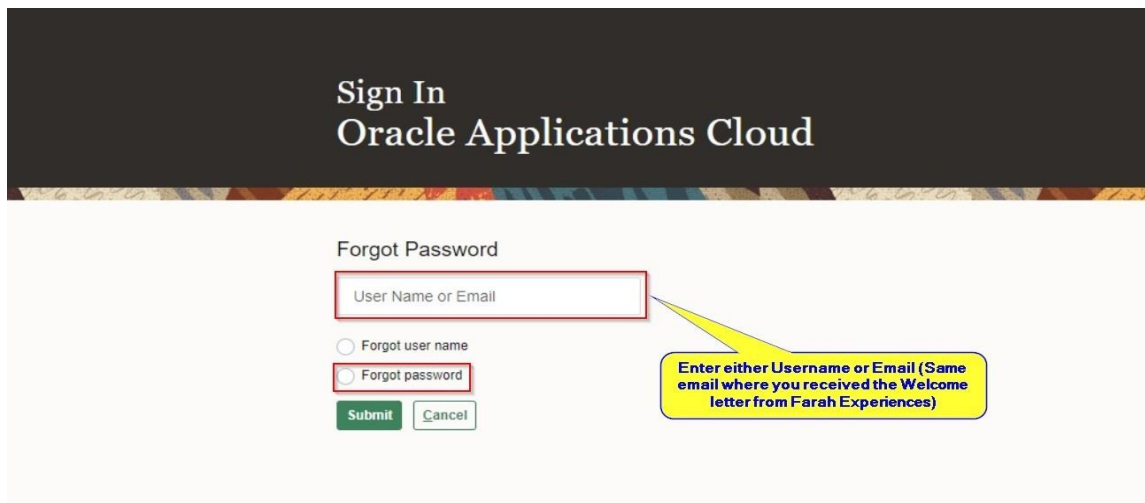 Sign In
Oracle Applications Cloud
Forgot Password
User Name or Email
Forgot user name
Forgot password
Submit
Cancel
Enter either Username or Email (Same
email where you received the Welcome
letter from Farah Experiences)